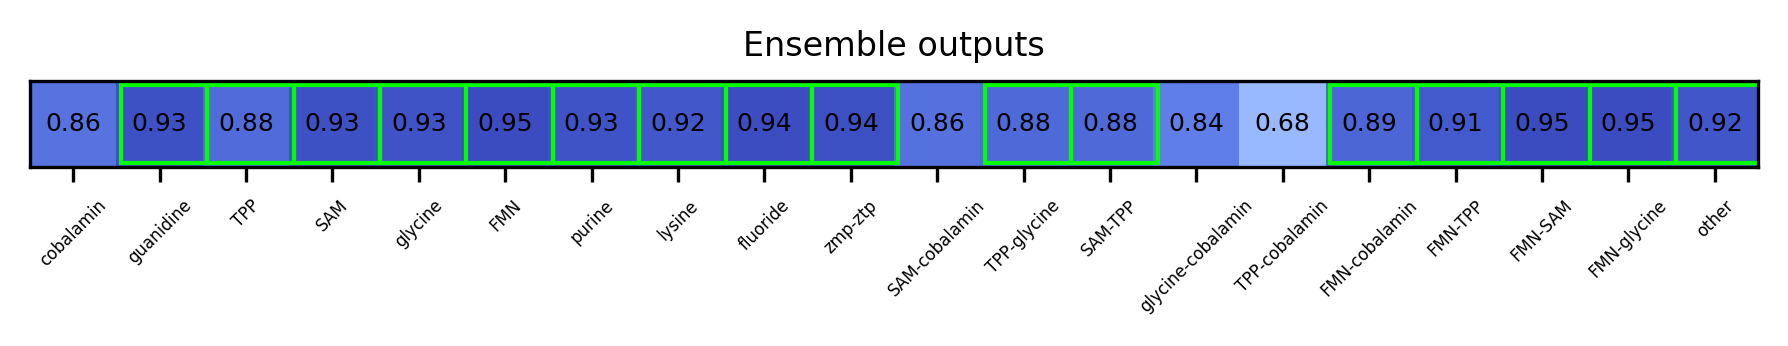 Ensemble outputs
0.86 0.93 0.88 0.93 0.93 0.95 0.93 0.92 0.94 0.94 0.86 0.88 0.88 0.84 0.68 0.89 0.91 0.95 0.95 0.92
cobalamin guanidine TPP SAM glycine FMN purine lysine fluoride zmp-ztp SAM-cobalamin TPP-glycine SAM-TPP glycine-cobalamin TPP-cobalamin FMN-cobalamin FMN-TPP FMN-SAM FMN-glycine other